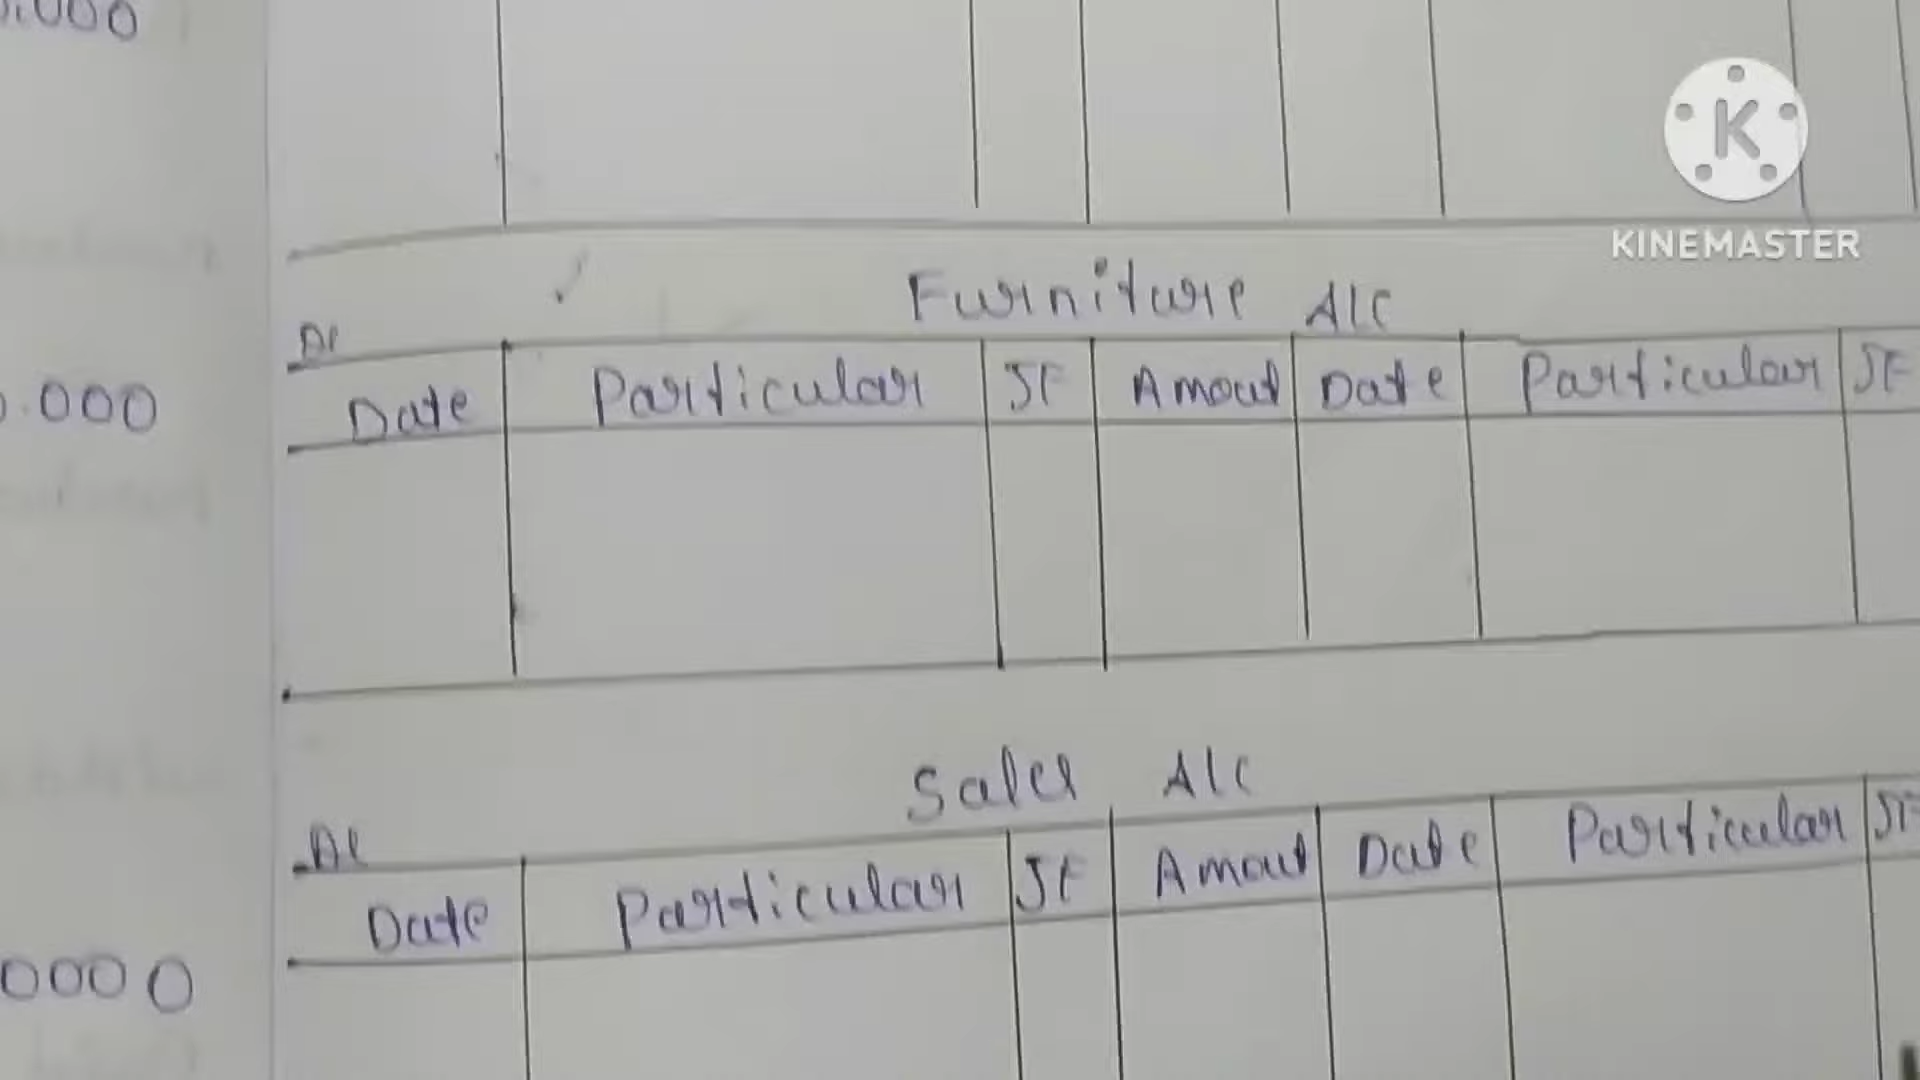 000
KINEMASTER
Furniture A/c
Dr
Date Particular JF Amout Date Particular JF
.000
Sales A/c
Dr
Date Particular JF Amout Date Particular JF
0000